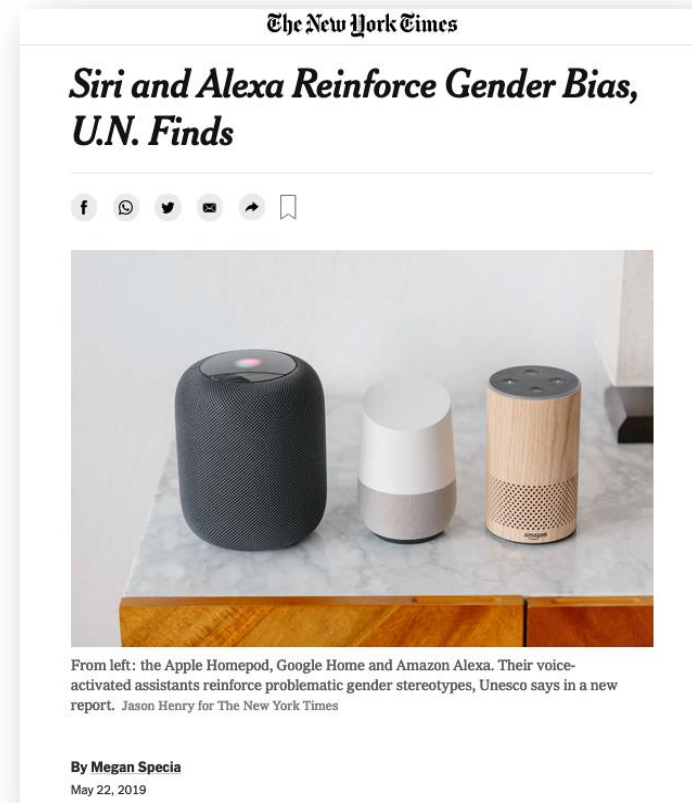 The New York Times
Siri and Alexa Reinforce Gender Bias,
U.N. Finds
amazon
From left: the Apple Homepod, Google Home and Amazon Alexa. Their voice-
activated assistants reinforce problematic gender stereotypes, Unesco says in a new
report. Jason Henry for The New York Times
By Megan Specia
May 22, 2019